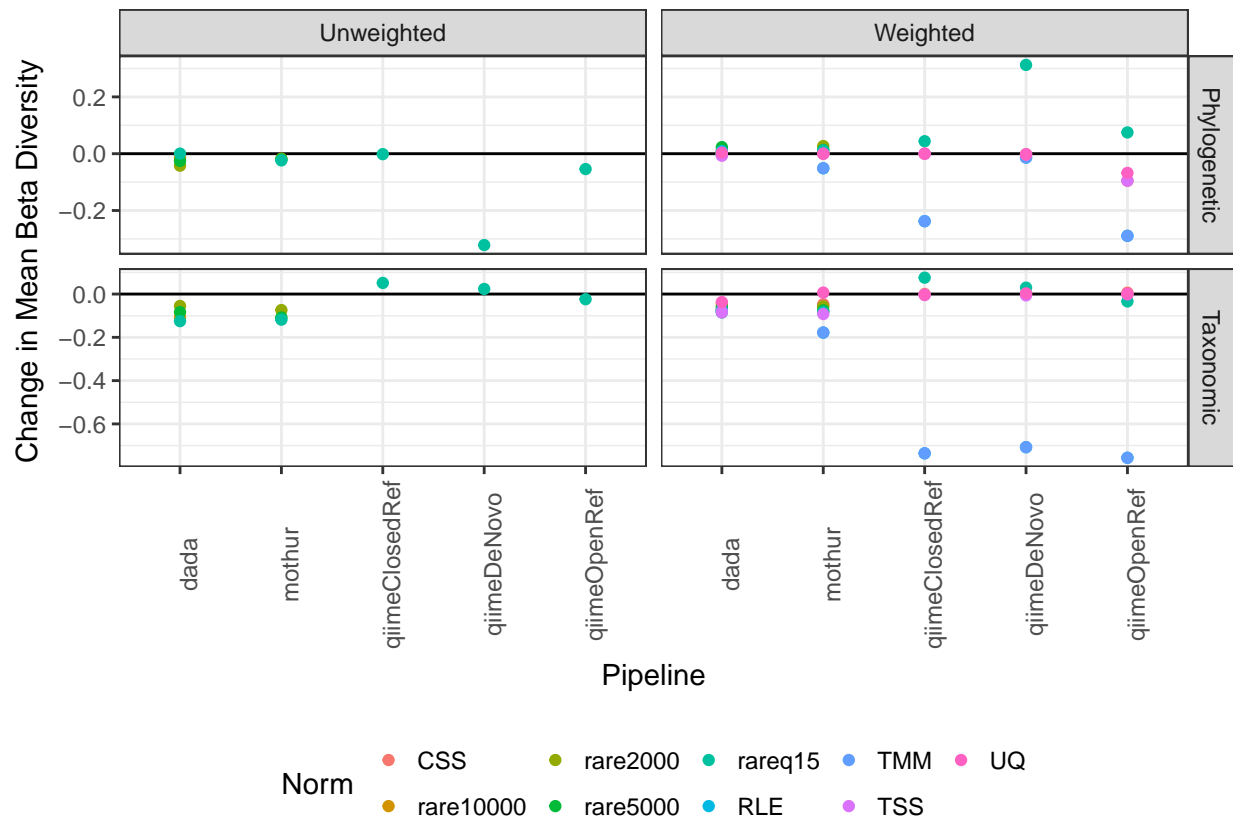 Unweighted
Weighted
Change in Mean Beta Diversity
Phylogenetic
Taxonomic
0.2
0.0
−0.2
0.0
−0.2
−0.4
−0.6
dada
mothur
qiimeClosedRef
qiimeDeNovo
qiimeOpenRef
dada
mothur
qiimeClosedRef
qiimeDeNovo
qiimeOpenRef
Pipeline
Norm
CSS rare2000 rareq15 TMM UQ
rare10000 rare5000 RLE TSS